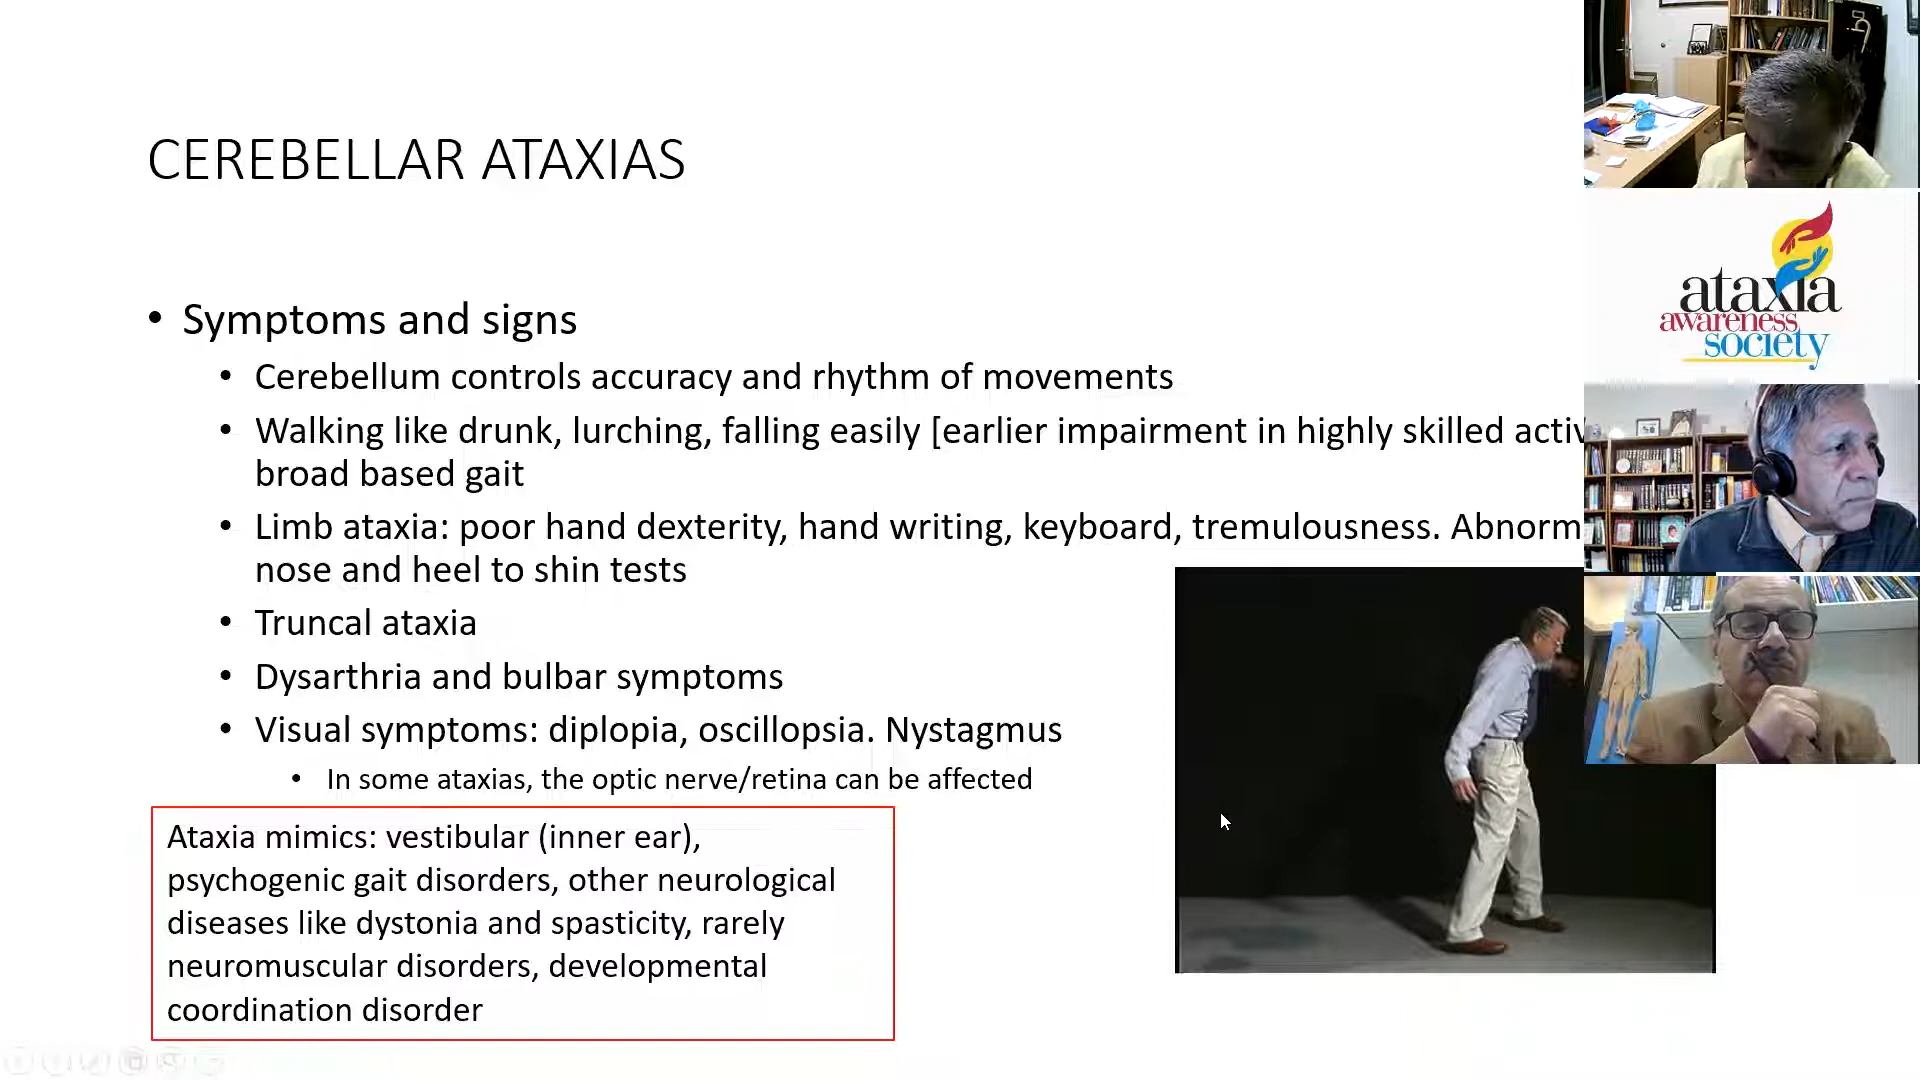 CEREBELLAR ATAXIAS
• Symptoms and signs
• Cerebellum controls accuracy and rhythm of movements
• Walking like drunk, lurching, falling easily [earlier impairment in highly skilled activ
broad based gait
• Limb ataxia: poor hand dexterity, hand writing, keyboard, tremulousness. Abnorm
nose and heel to shin tests
• Truncal ataxia
• Dysarthria and bulbar symptoms
• Visual symptoms: diplopia, oscillopsia. Nystagmus
• In some ataxias, the optic nerve/retina can be affected
Ataxia mimics: vestibular (inner ear),
psychogenic gait disorders, other neurological
diseases like dystonia and spasticity, rarely
neuromuscular disorders, developmental
coordination disorder
ataxia
awareness
society